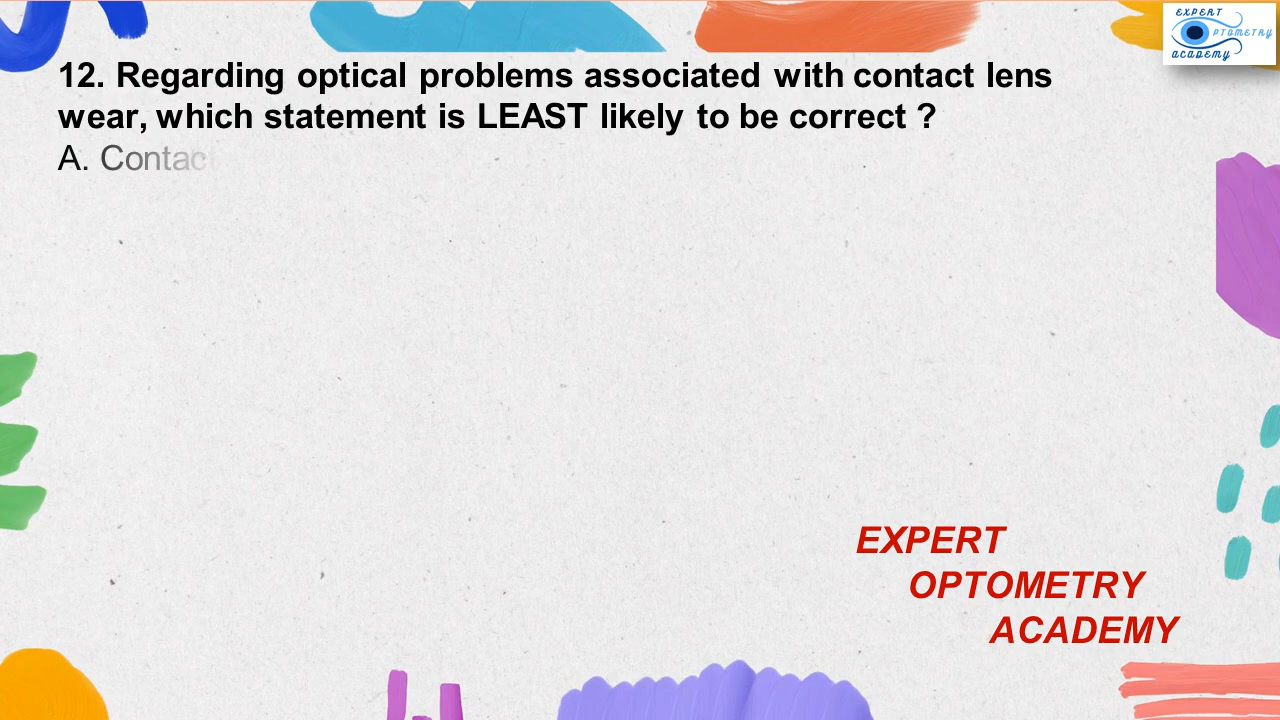 EXPERT
OPTOMETRY
ACADEMY
12. Regarding optical problems associated with contact lens
wear, which statement is LEAST likely to be correct ?
A. Contac
EXPERT
OPTOMETRY
ACADEMY